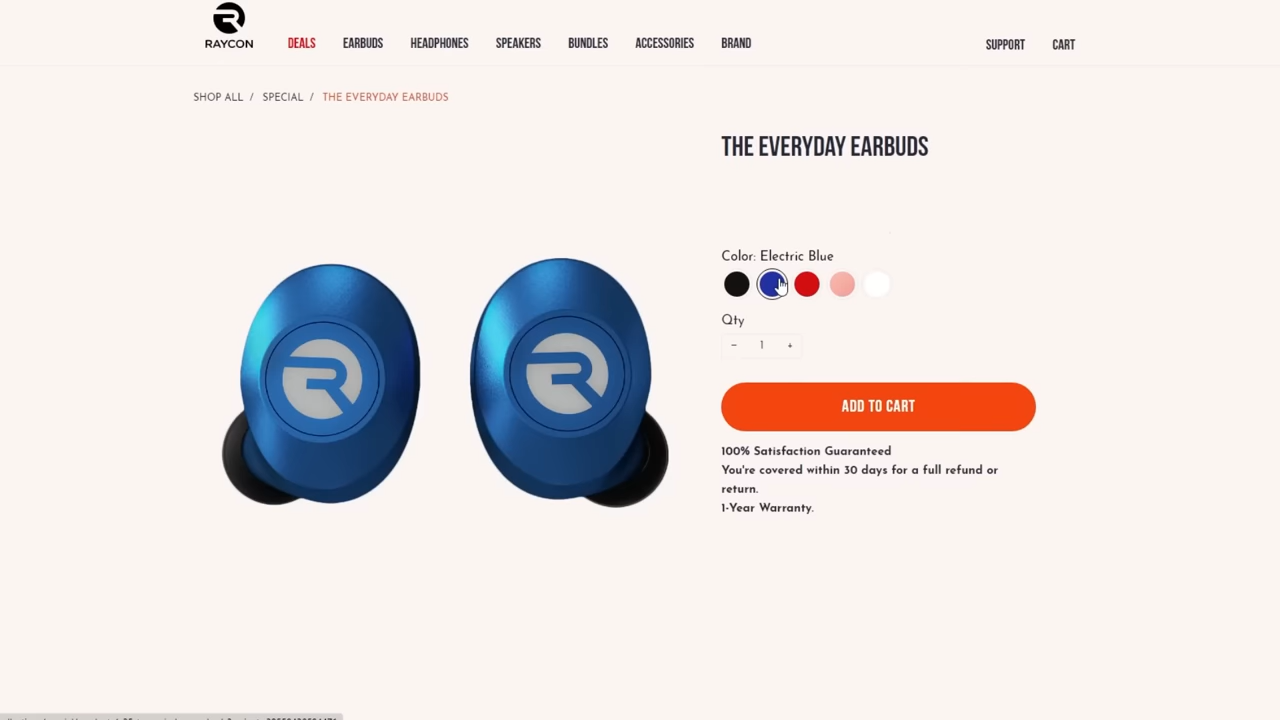 RAYCON
DEALS
EARBUDS
HEADPHONES
SPEAKERS
BUNDLES
ACCESSORIES
BRAND
SUPPORT
CART
SHOP ALL / SPECIAL / THE EVERYDAY EARBUDS
THE EVERYDAY EARBUDS
Color: Electric Blue
Qty
− 1 +
ADD TO CART
100% Satisfaction Guaranteed
You're covered within 30 days for a full refund or
return.
1-Year Warranty.